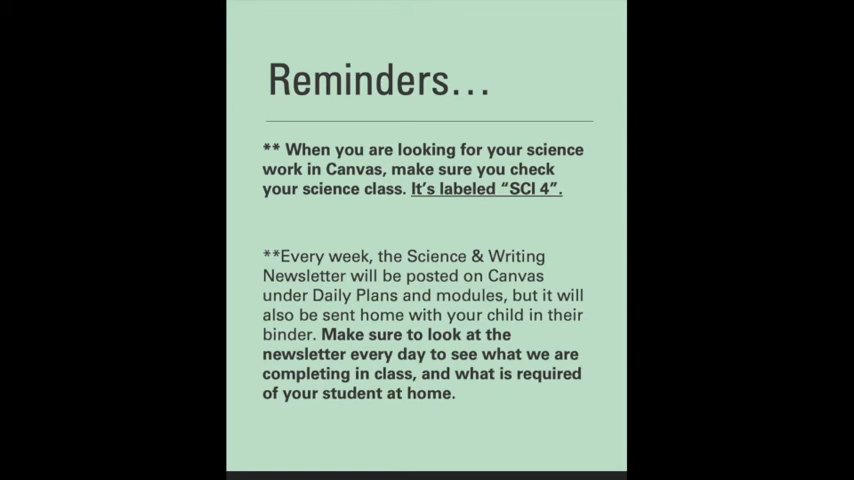 Reminders...
** When you are looking for your science
work in Canvas, make sure you check
your science class. It's labeled “SCI 4”.
**Every week, the Science & Writing
Newsletter will be posted on Canvas
under Daily Plans and modules, but it will
also be sent home with your child in their
binder. Make sure to look at the
newsletter every day to see what we are
completing in class, and what is required
of your student at home.